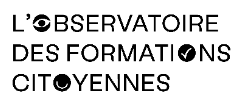 L'OBSERVATOIRE
DES FORMATIONS
CITOYENNES